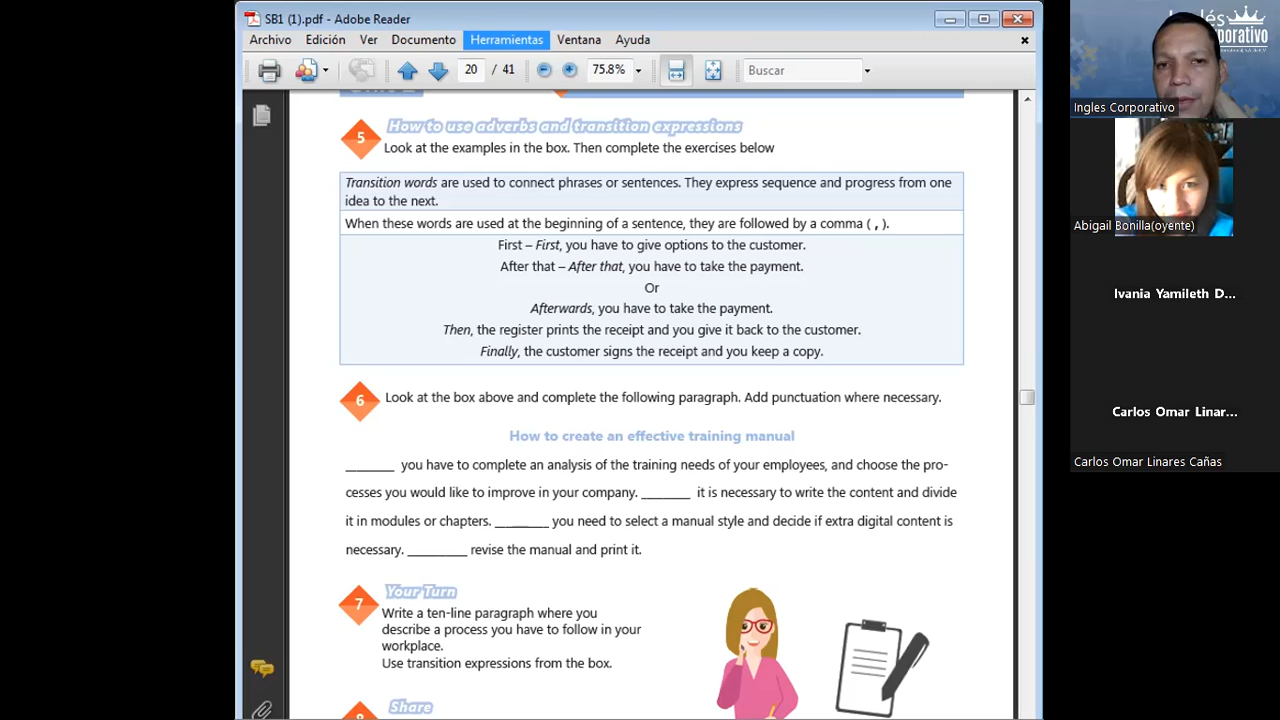 SB1 (1).pdf - Adobe Reader
Archivo Edición Ver Documento Herramientas Ventana Ayuda
20 / 41 75.8% Buscar
5 How to use adverbs and transition expressions
Look at the examples in the box. Then complete the exercises below
Transition words are used to connect phrases or sentences. They express sequence and progress from one
idea to the next.
When these words are used at the beginning of a sentence, they are followed by a comma ( , ).
First – First, you have to give options to the customer.
After that – After that, you have to take the payment.
Or
Afterwards, you have to take the payment.
Then, the register prints the receipt and you give it back to the customer.
Finally, the customer signs the receipt and you keep a copy.
6 Look at the box above and complete the following paragraph. Add punctuation where necessary.
How to create an effective training manual
_______ you have to complete an analysis of the training needs of your employees, and choose the pro-
cesses you would like to improve in your company. _______ it is necessary to write the content and divide
it in modules or chapters. ________ you need to select a manual style and decide if extra digital content is
necessary. _________ revise the manual and print it.
7 Your Turn
Write a ten-line paragraph where you
describe a process you have to follow in your
workplace.
Use transition expressions from the box.
8 Share
Inglés
Corporativo
Ingles Corporativo
Abigail Bonilla(oyente)
Ivania Yamileth D...
Carlos Omar Linar...
Carlos Omar Linares Cañas